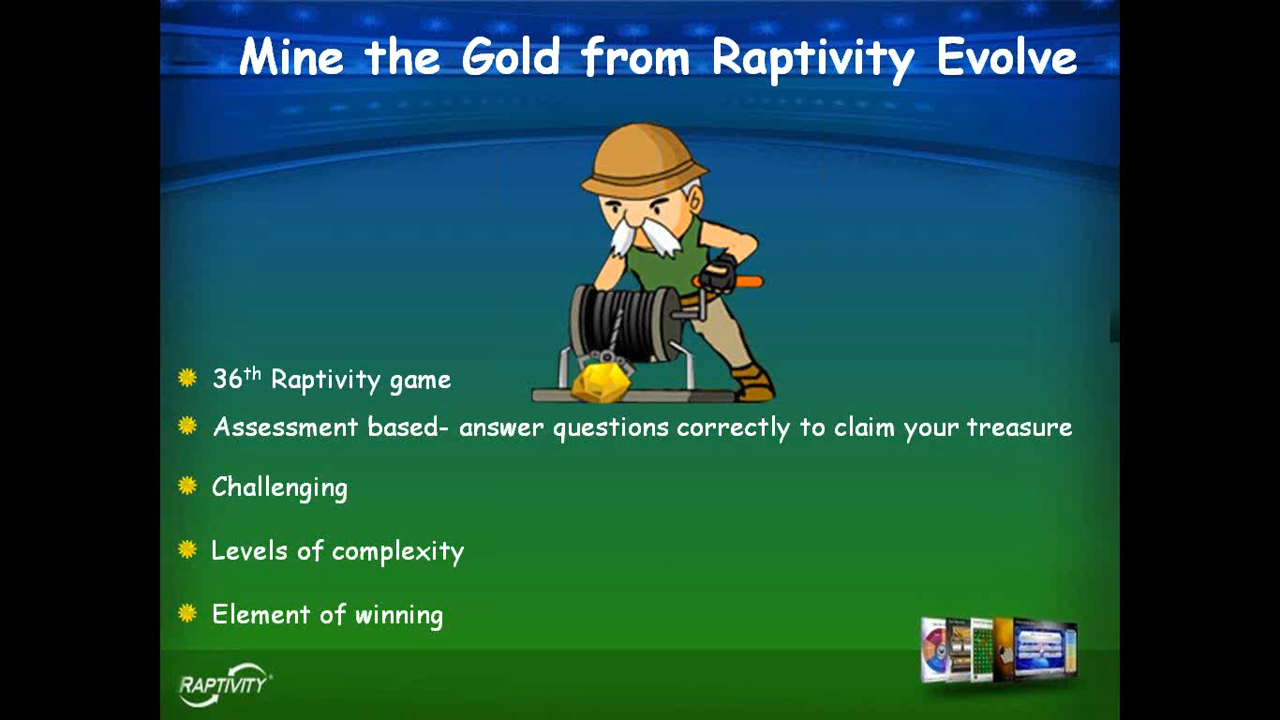 Mine the Gold from Raptivity Evolve
36th Raptivity game
Assessment based- answer questions correctly to claim your treasure
Challenging
Levels of complexity
Element of winning
RAPTIVITY®